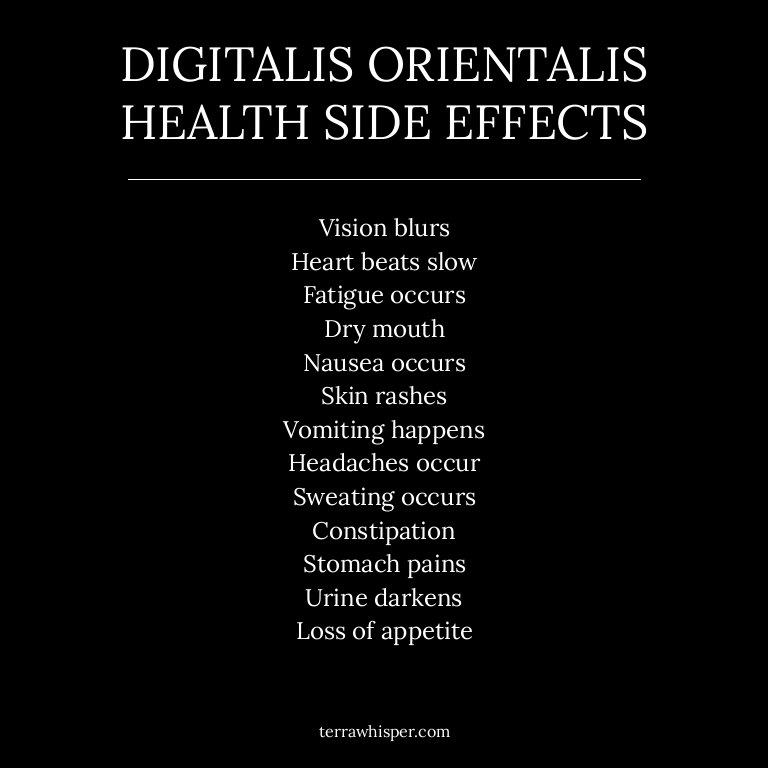 DIGITALIS ORIENTALIS
HEALTH SIDE EFFECTS
Vision blurs
Heart beats slow
Fatigue occurs
Dry mouth
Nausea occurs
Skin rashes
Vomiting happens
Headaches occur
Sweating occurs
Constipation
Stomach pains
Urine darkens
Loss of appetite
terrawhisper.com